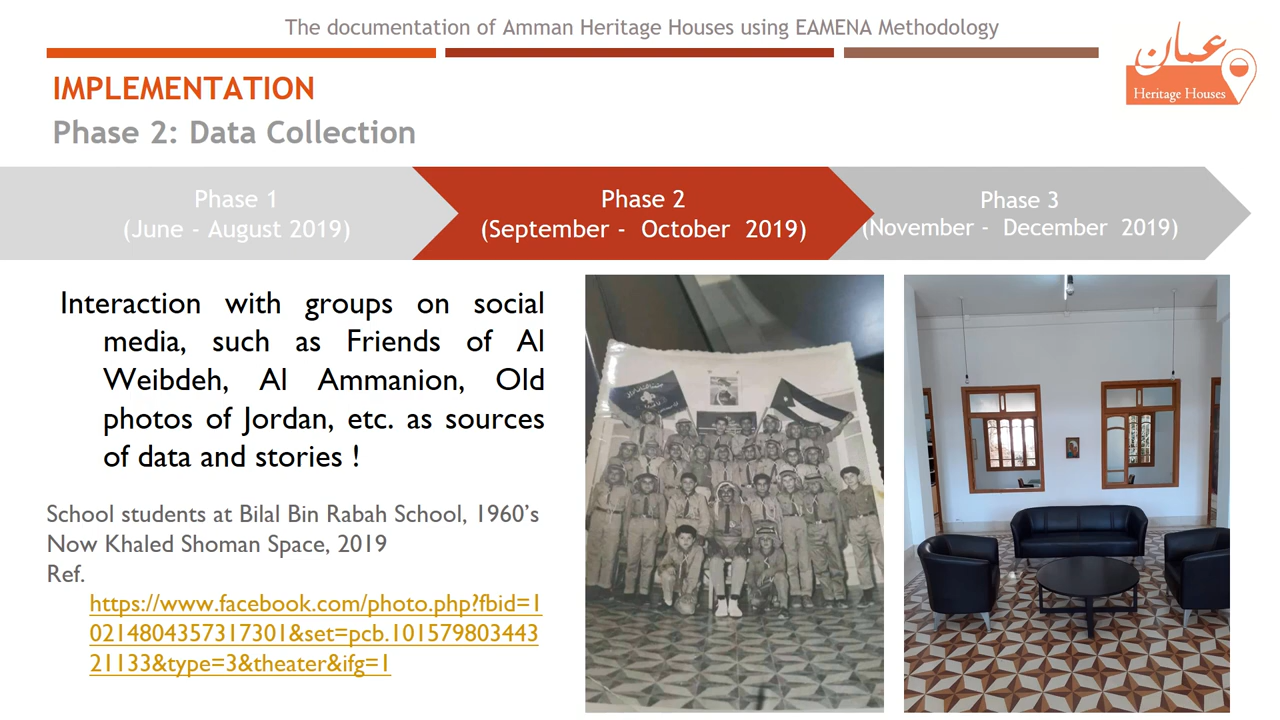 The documentation of Amman Heritage Houses using EAMENA Methodology
عمان
Heritage Houses
IMPLEMENTATION
Phase 2: Data Collection
Phase 1
(June - August 2019)
Phase 2
(September - October 2019)
Phase 3
(November - December 2019)
Interaction with groups on social
media, such as Friends of Al
Weibdeh, Al Ammanion, Old
photos of Jordan, etc. as sources
of data and stories !
School students at Bilal Bin Rabah School, 1960's
Now Khaled Shoman Space, 2019
Ref.
https://www.facebook.com/photo.php?fbid=1
0214804357317301&set=pcb.101579803443
21133&type=3&theater&ifg=1